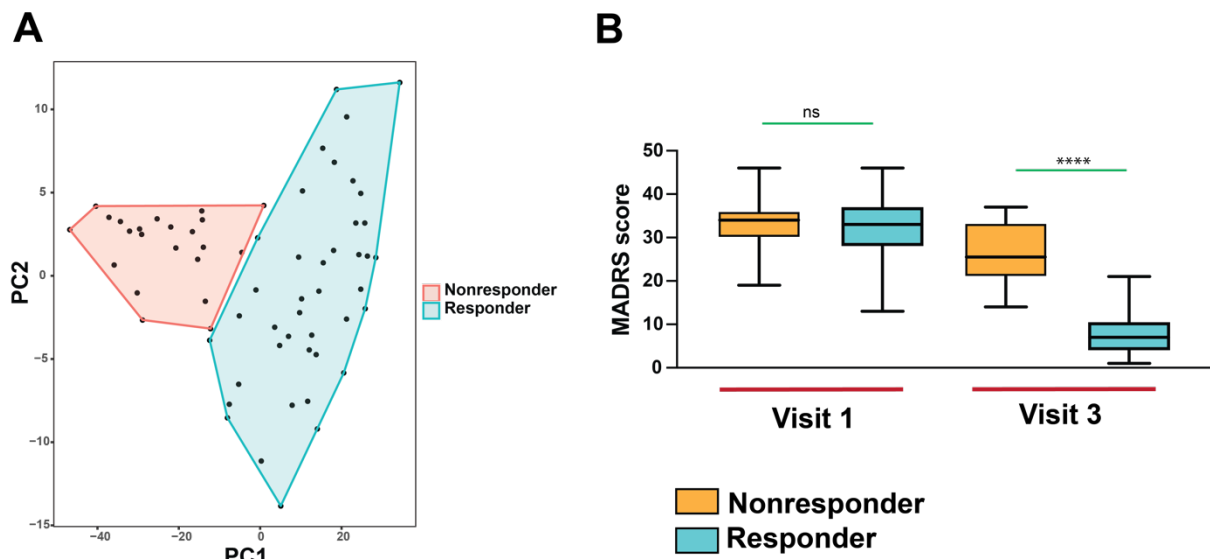 A
10
5
0
−5
−10
−15
−40
−20
0
20
PC2
PC1
Nonresponder
Responder
B
ns
****
50
40
30
20
10
0
MADRS score
Visit 1
Visit 3
Nonresponder
Responder